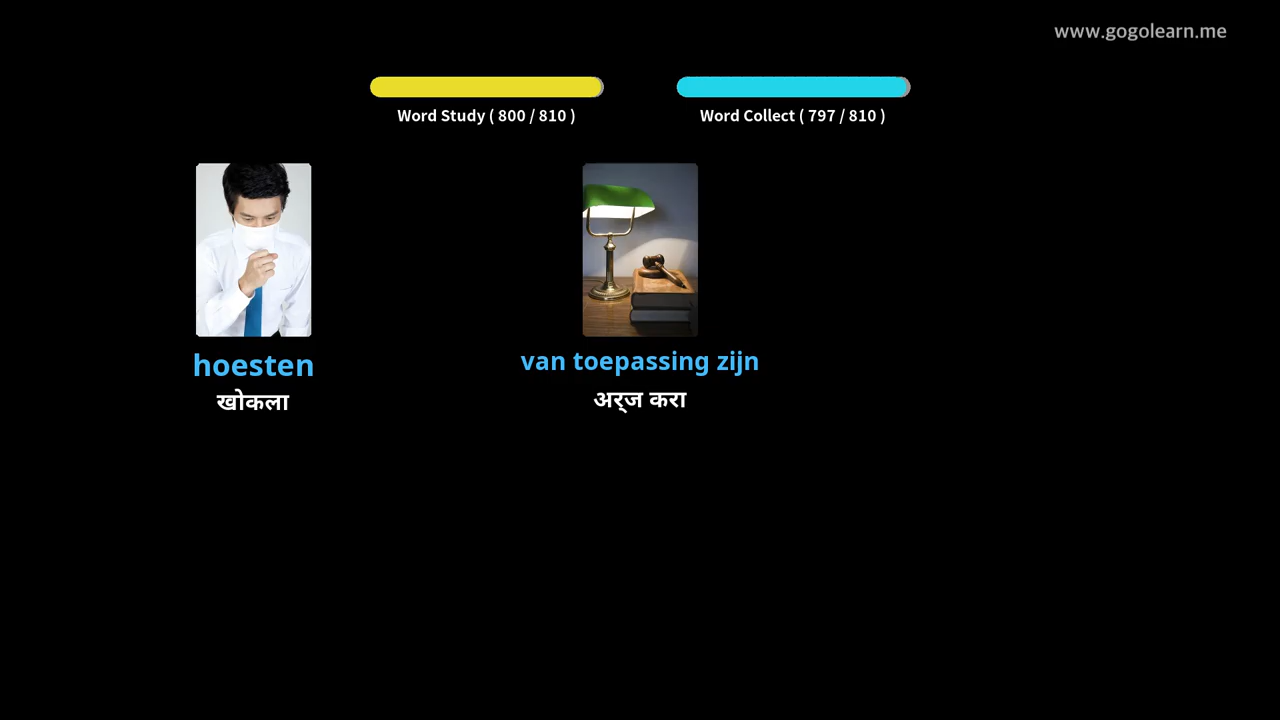 www.gogolearn.me
Word Study ( 800 / 810 )
Word Collect ( 797 / 810 )
hoesten
खोकला
van toepassing zijn
अर्ज करा